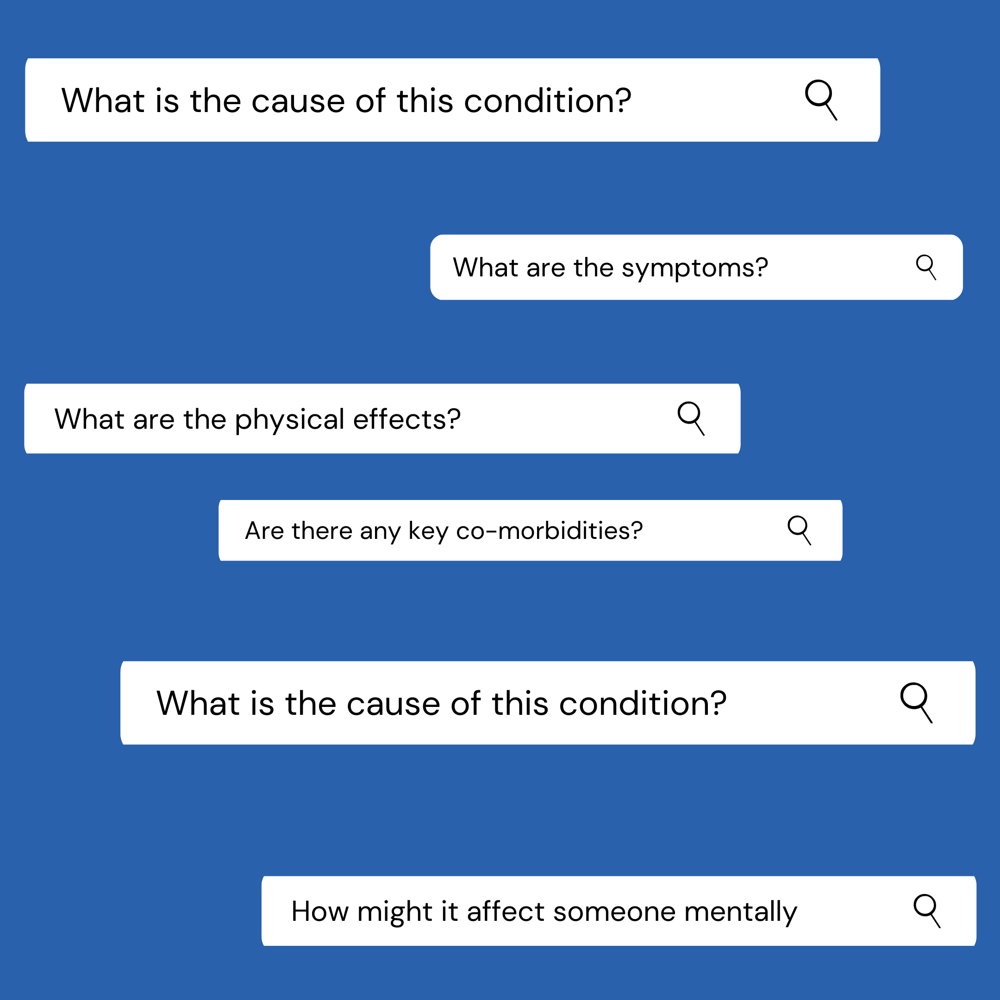 What is the cause of this condition?
What are the symptoms?
What are the physical effects?
Are there any key co-morbidities?
What is the cause of this condition?
How might it affect someone mentally